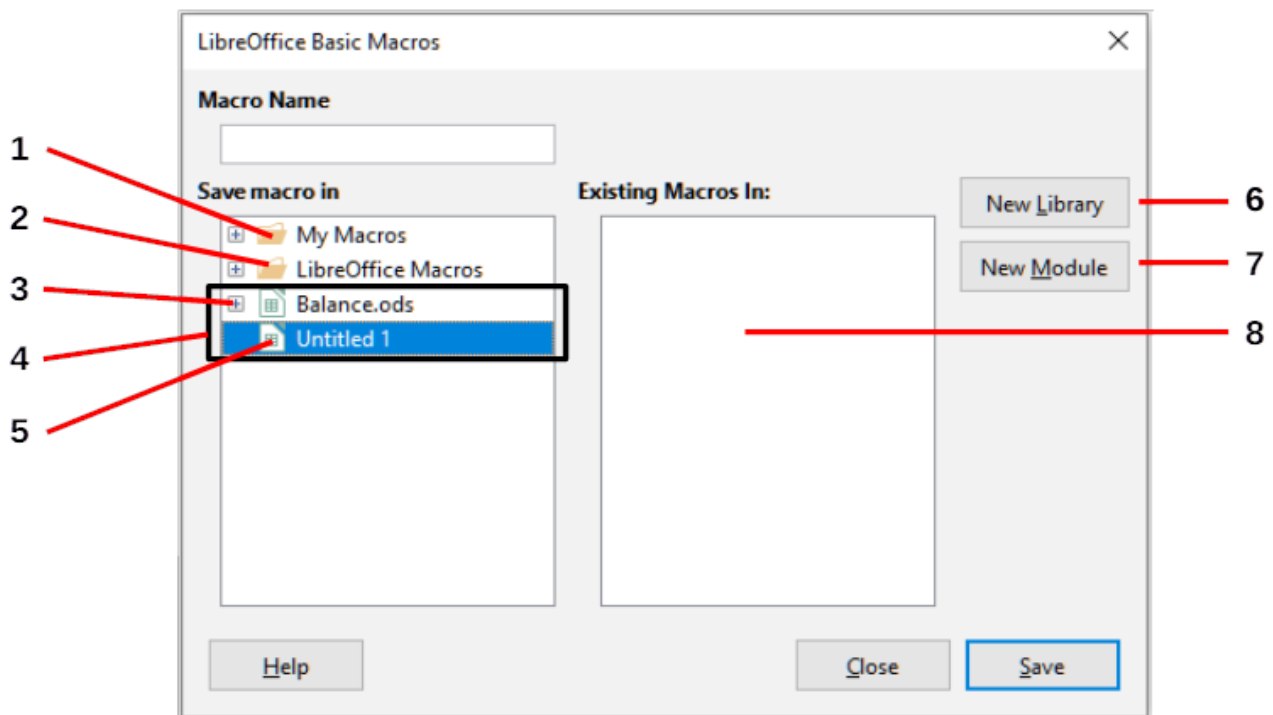 LibreOffice Basic Macros
Macro Name
1
Save macro in
Existing Macros In:
New Library
6
2
My Macros
LibreOffice Macros
New Module
7
3
Balance.ods
4
Untitled 1
8
5
Help
Close
Save